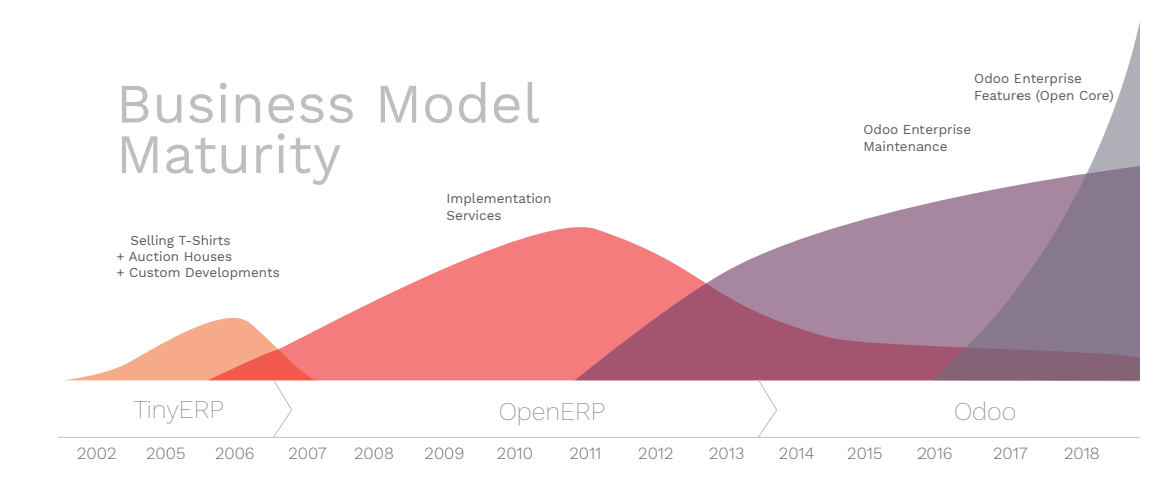 Business Model
Maturity
Odoo Enterprise
Features (Open Core)
Odoo Enterprise
Maintenance
Implementation
Services
Selling T-Shirts
+ Auction Houses
+ Custom Developments
TinyERP
OpenERP
Odoo
2002 2005 2006 2007 2008 2009 2010 2011 2012 2013 2014 2015 2016 2017 2018